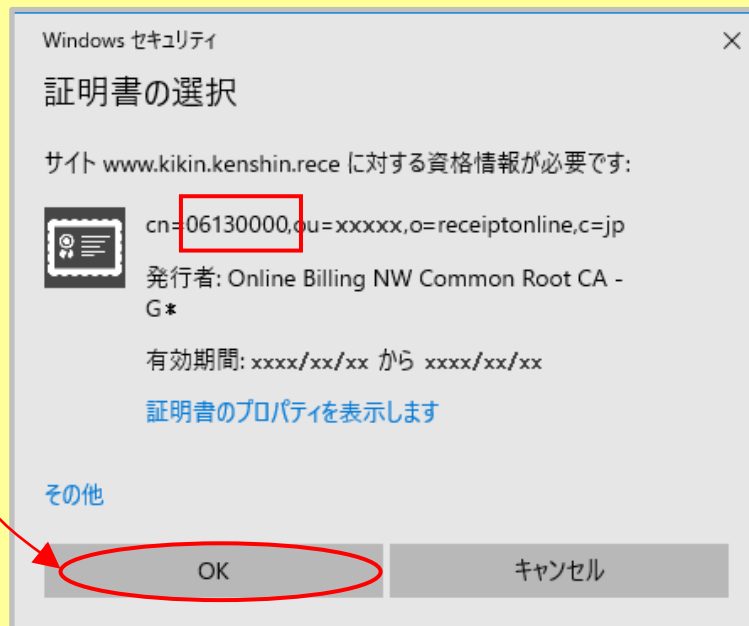 Windows セキュリティ
証明書の選択
サイト www.kikin.kenshin.rece に対する資格情報が必要です:
cn=06130000,ou=xxxxx,o=receiptonline,c=jp
発行者: Online Billing NW Common Root CA -
G*
有効期間: xxxx/xx/xx から xxxx/xx/xx
証明書のプロパティを表示します
その他
OK
キャンセル